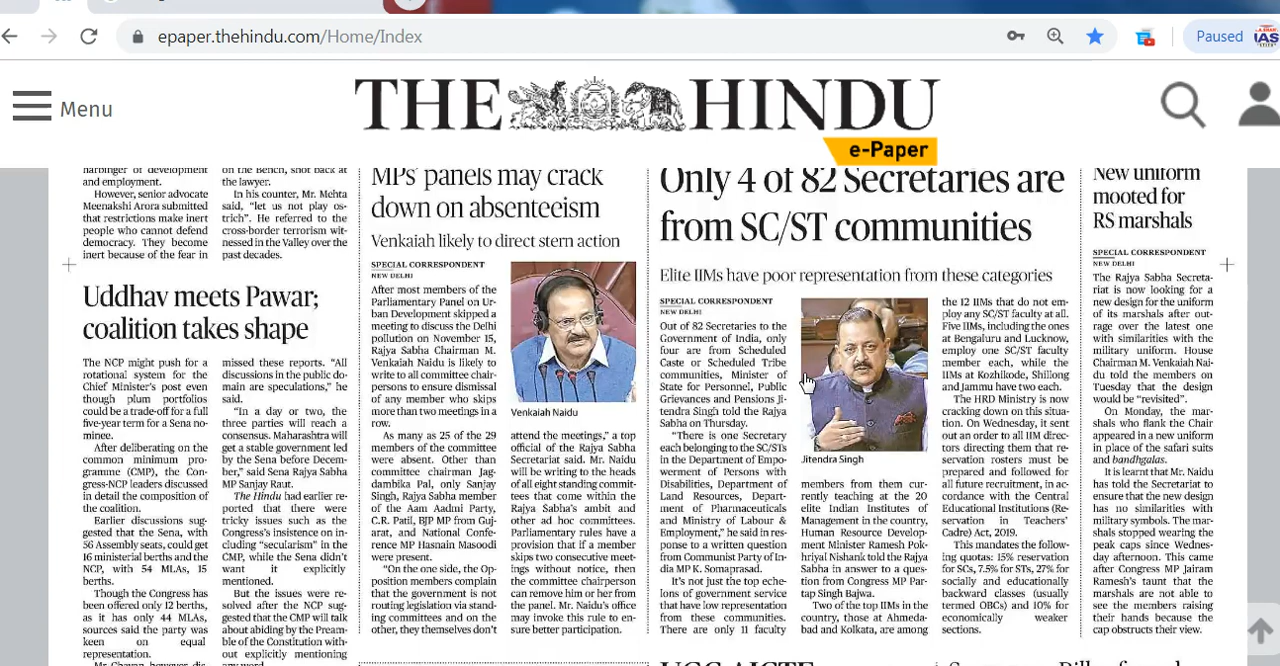 epaper.thehindu.com/Home/Index
Paused
IAS
Menu
THE HINDU
e-Paper
harbinger of development
and employment.
However, senior advocate
Meenakshi Arora submitted
that restrictions make inert
people who cannot defend
democracy. They become
inert because of the fear in
on the Bench, shot back at
the lawyer.
In his counter, Mr. Mehta
said, "let us not play os-
trich". He referred to the
cross-border terrorism wit-
nessed in the Valley over the
past decades.
Uddhav meets Pawar;
coalition takes shape
The NCP might push for a
rotational system for the
Chief Minister's post even
though plum portfolios
could be a trade-off for a full
five-year term for a Sena no-
minee.
After deliberating on the
common minimum pro-
gramme (CMP), the Con-
gress-NCP leaders discussed
in detail the composition of
the coalition.
Earlier discussions sug-
gested that the Sena, with
56 Assembly seats, could get
16 ministerial berths and the
NCP, with 54 MLAs, 15
berths.
Though the Congress has
been offered only 12 berths,
as it has only 44 MLAs,
sources said the party was
keen on equal
representation.
missed these reports. "All
discussions in the public do-
main are speculations," he
said.
"In a day or two, the
three parties will reach a
consensus. Maharashtra will
get a stable government led
by the Sena before Decem-
ber," said Sena Rajya Sabha
MP Sanjay Raut.
The Hindu had earlier re-
ported that there were
tricky issues such as the
Congress's insistence on in-
cluding "secularism" in the
CMP, while the Sena didn't
want it explicitly
mentioned.
But the issues were re-
solved after the NCP sug-
gested that the CMP will talk
about abiding by the Pream-
ble of the Constitution with-
out explicitly mentioning
any word.
MPs' panels may crack
down on absenteeism
Venkaiah likely to direct stern action
SPECIAL CORRESPONDENT
NEW DELHI
After most members of the
Parliamentary Panel on Ur-
ban Development skipped a
meeting to discuss the Delhi
pollution on November 15,
Rajya Sabha Chairman M.
Venkaiah Naidu is likely to
write to all committee chair-
persons to ensure dismissal
of any member who skips
more than two meetings in a
row.
As many as 25 of the 29
members of the committee
were absent. Other than
committee chairman Jag-
dambika Pal, only Sanjay
Singh, Rajya Sabha member
of the Aam Aadmi Party,
C.R. Patil, BJP MP from Guj-
arat, and National Confe-
rence MP Hasnain Masoodi
were present.
"On the one side, the Op-
position members complain
that the government is not
routing legislation via stand-
ing committees and on the
other, they themselves don't
Venkaiah Naidu
attend the meetings," a top
official of the Rajya Sabha
Secretariat said. Mr. Naidu
will be writing to the heads
of all eight standing commit-
tees that come within the
Rajya Sabha's ambit and
other ad hoc committees.
Parliamentary rules have a
provision that if a member
skips two consecutive meet-
ings without notice, then
the committee chairperson
can remove him or her from
the panel. Mr. Naidu's office
may invoke this rule to en-
sure better participation.
Only 4 of 82 Secretaries are
from SC/ST communities
Elite IIMs have poor representation from these categories
SPECIAL CORRESPONDENT
NEW DELHI
Out of 82 Secretaries to the
Government of India, only
four are from Scheduled
Caste or Scheduled Tribe
communities, Minister of
State for Personnel, Public
Grievances and Pensions Ji-
tendra Singh told the Rajya
Sabha on Thursday.
"There is one Secretary
each belonging to the SC/STs
in the Department of Empo-
werment of Persons with
Disabilities, Department of
Land Resources, Depart-
ment of Pharmaceuticals
and Ministry of Labour &
Employment," he said in re-
sponse to a written question
from Communist Party of In-
dia MP K. Somaprasad.
It's not just the top eche-
lons of government service
that have low representation
from these communities.
There are only 11 faculty
Jitendra Singh
members from them cur-
rently teaching at the 20
elite Indian Institutes of
Management in the country,
Human Resource Develop-
ment Minister Ramesh Pok-
hriyal Nishank told the Rajya
Sabha in answer to a ques-
tion from Congress MP Par-
tap Singh Bajwa.
Two of the top IIMs in the
country, those at Ahmeda-
bad and Kolkata, are among
the 12 IIMs that do not em-
ploy any SC/ST faculty at all.
Five IIMs, including the ones
at Bengaluru and Lucknow,
employ one SC/ST faculty
member each, while the
IIMs at Kozhikode, Shillong
and Jammu have two each.
The HRD Ministry is now
cracking down on this situa-
tion. On Wednesday, it sent
out an order to all IIM direc-
tors directing them that re-
servation rosters must be
prepared and followed for
all future recruitment, in ac-
cordance with the Central
Educational Institutions (Re-
servation in Teachers'
Cadre) Act, 2019.
This mandates the follow-
ing quotas: 15% reservation
for SCs, 7.5% for STs, 27% for
socially and educationally
backward classes (usually
termed OBCs) and 10% for
economically weaker
sections.
New uniform
mooted for
RS marshals
SPECIAL CORRESPONDENT
NEW DELHI
The Rajya Sabha Secreta-
riat is now looking for a
new design for the uniform
of its marshals after out-
rage over the latest one
with similarities with the
military uniform. House
Chairman M. Venkaiah Nai-
du told the members on
Tuesday that the design
would be "revisited".
On Monday, the mar-
shals who flank the Chair
appeared in a new uniform
in place of the safari suits
and bandhgalas.
It is learnt that Mr. Naidu
has told the Secretariat to
ensure that the new design
has no similarities with
military symbols. The mar-
shals stopped wearing the
peak caps since Wednes-
day afternoon. This came
after Congress MP Jairam
Ramesh's taunt that the
marshals are not able to
see the members raising
their hands because the
cap obstructs their view.